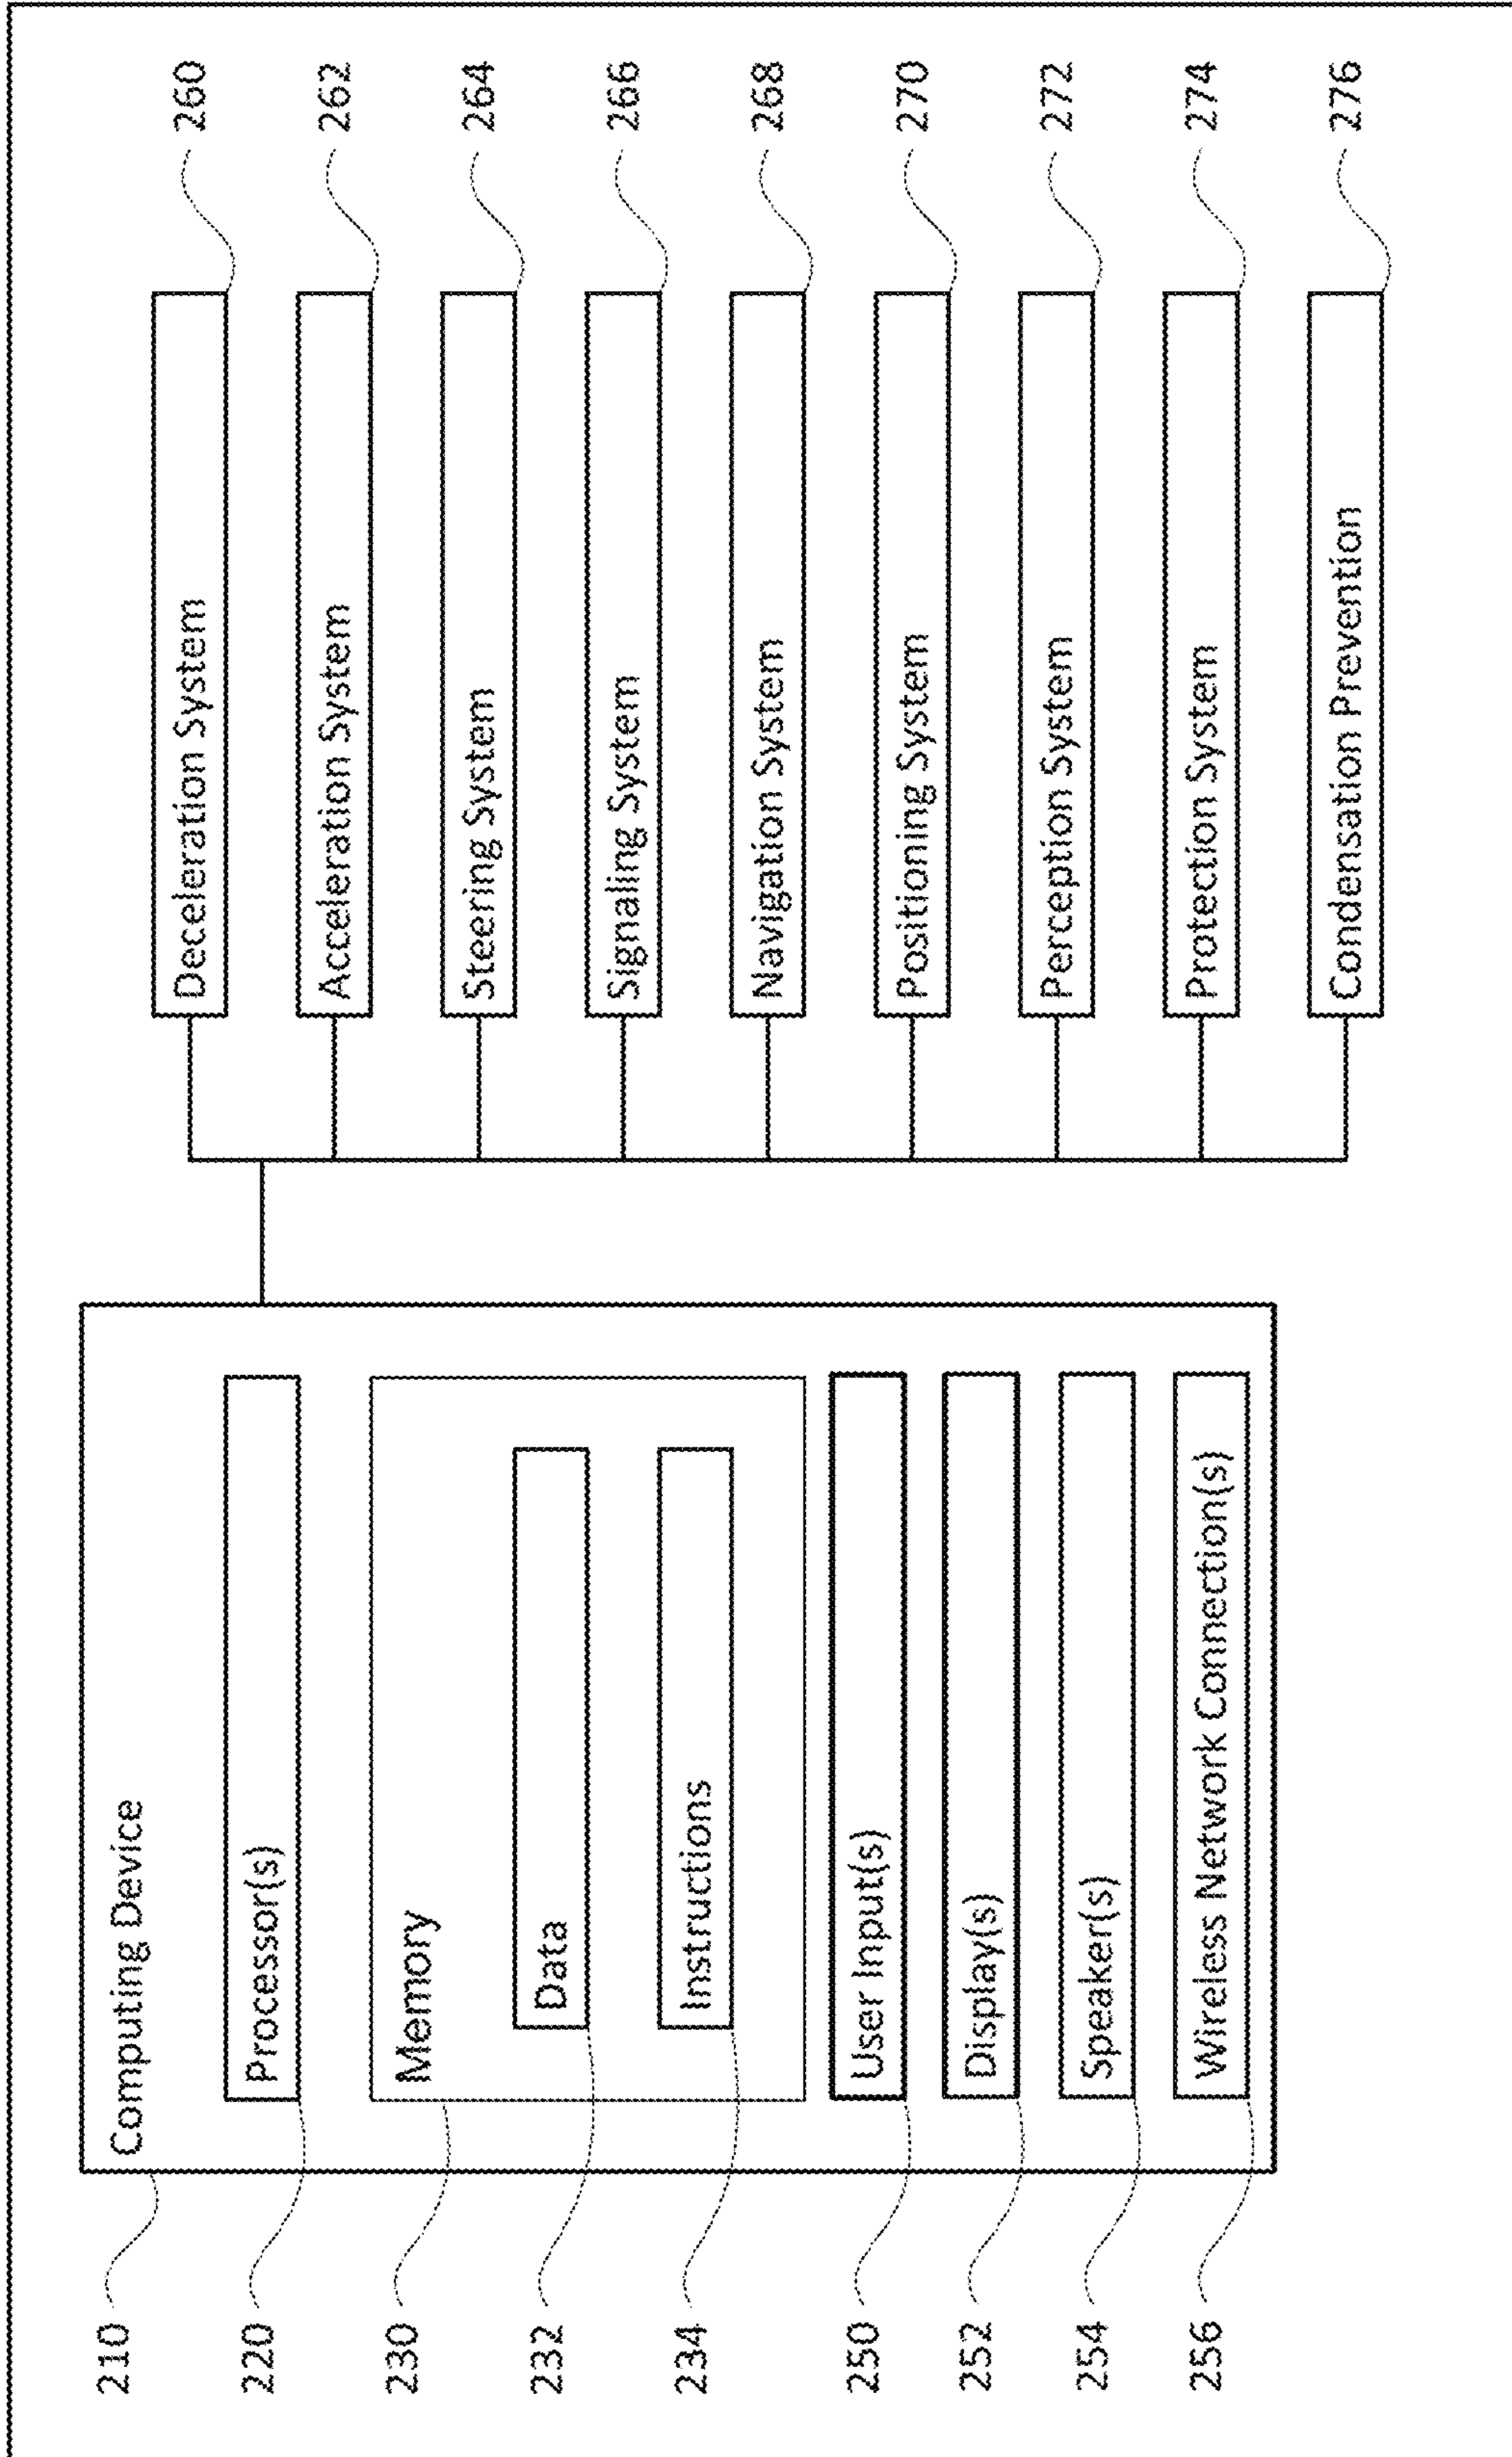 Computing Device
210
Processor(s)
220
Memory
230
Data
232
Instructions
234
User Input(s)
250
Display(s)
252
Speaker(s)
254
Wireless Network Connection(s)
256
Deceleration System
260
Acceleration System
262
Steering System
264
Signaling System
266
Navigation System
268
Positioning System
270
Perception System
272
Protection System
274
Condensation Prevention
276